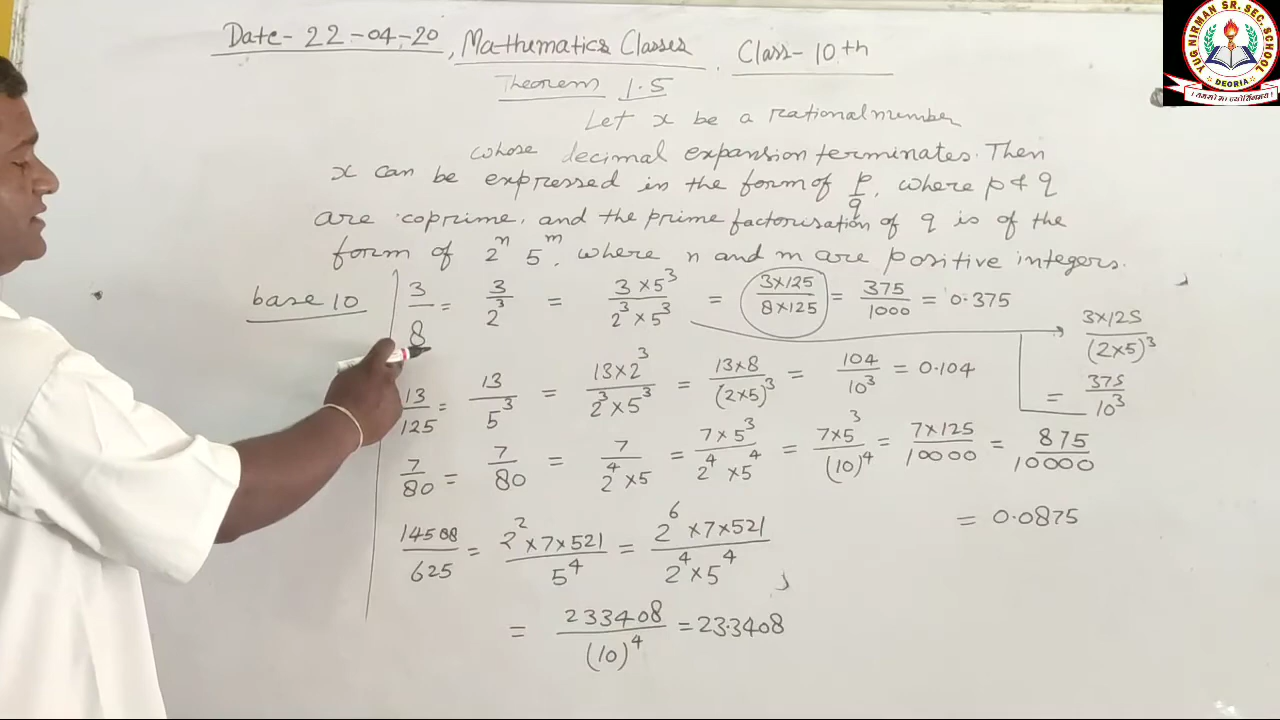 Date- 22-04-20, Mathematics Classes. Class- 10th
Theorem 1.5
Let x be a rational number
whose decimal expansion terminates. Then
x can be expressed in the form of p/q, where p & q
are coprime, and the prime factorisation of q is of the
form of 2^n 5^m, where n and m are positive integers.
base 10
3/8 = 3/2^3 = 3×5^3/2^3×5^3 = 3×125/8×125 = 375/1000 = 0.375
3×125/(2×5)^3
= 375/10^3
13/125 = 13/5^3 = 13×2^3/2^3×5^3 = 13×8/(2×5)^3 = 104/10^3 = 0.104
7/80 = 7/80 = 7/2^4×5 = 7×5^3/2^4×5^4 = 7×5^3/(10)^4 = 7×125/10000 = 875/10000
= 0.0875
14588/625 = 2^2×7×521/5^4 = 2^6×7×521/2^4×5^4
= 233408/(10)^4 = 23.3408
YUG NIRMAN SR. SEC. SCHOOL
DEORIA